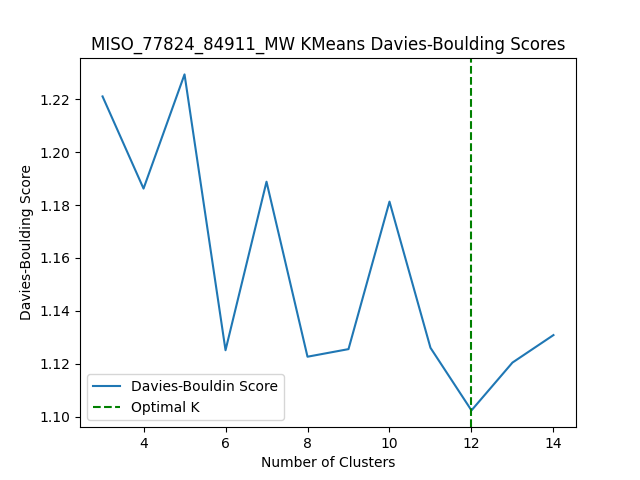 MISO_77824_84911_MW KMeans Davies-Boulding Scores
Davies-Boulding Score
1.22
1.20
1.18
1.16
1.14
1.12
1.10
Davies-Bouldin Score
Optimal K
4
6
8
10
12
14
Number of Clusters